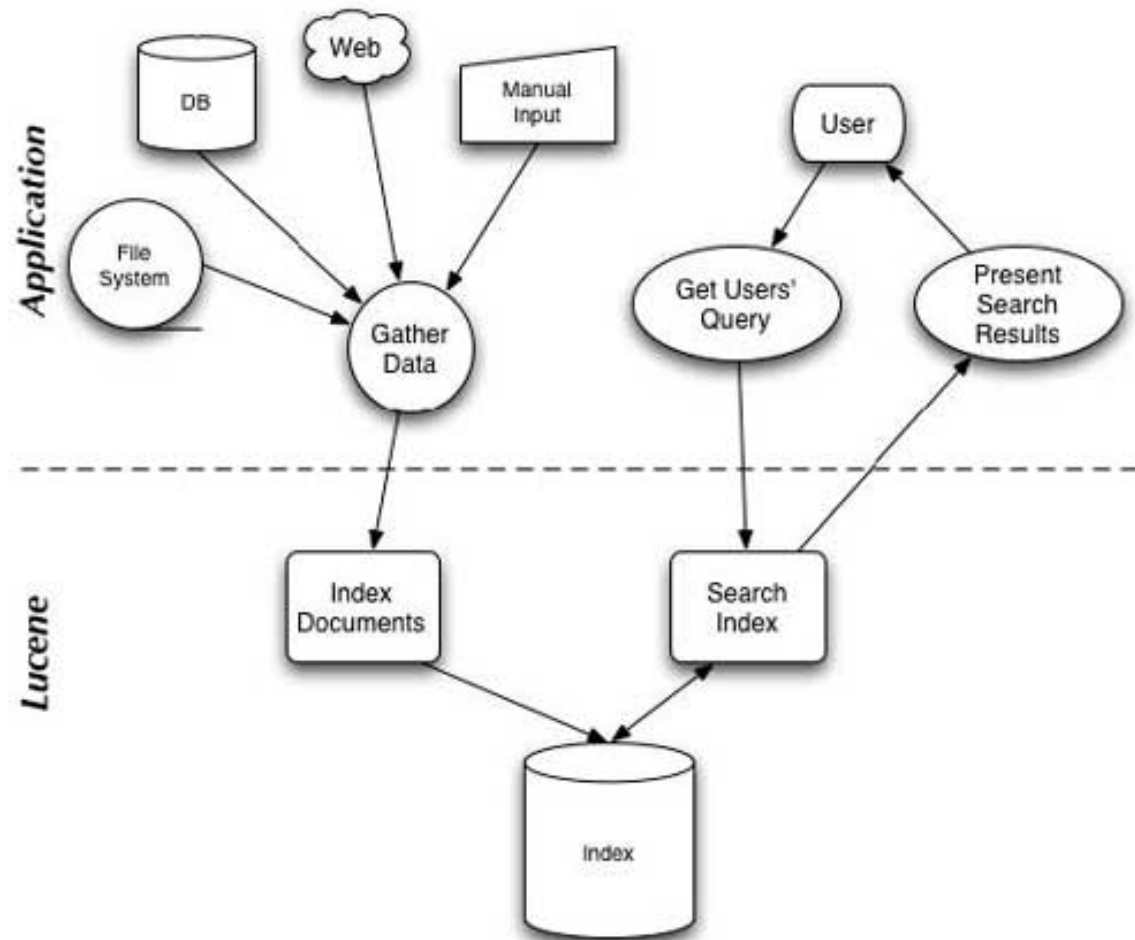 Application
DB
Web
Manual
Input
User
File
System
Gather
Data
Get Users'
Query
Present
Search
Results
Lucene
Index
Documents
Search
Index
Index